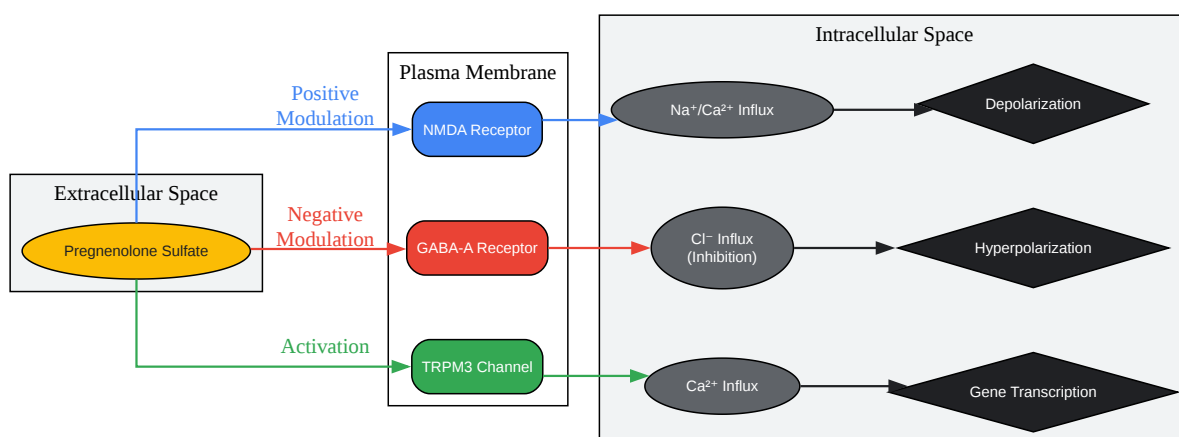 Intracellular Space
Plasma Membrane
Positive
Modulation
NMDA Receptor
Na⁺/Ca²⁺ Influx
Depolarization
Extracellular Space
Pregnenolone Sulfate
Negative
Modulation
GABA-A Receptor
Cl⁻ Influx
(Inhibition)
Hyperpolarization
Activation
TRPM3 Channel
Ca²⁺ Influx
Gene Transcription